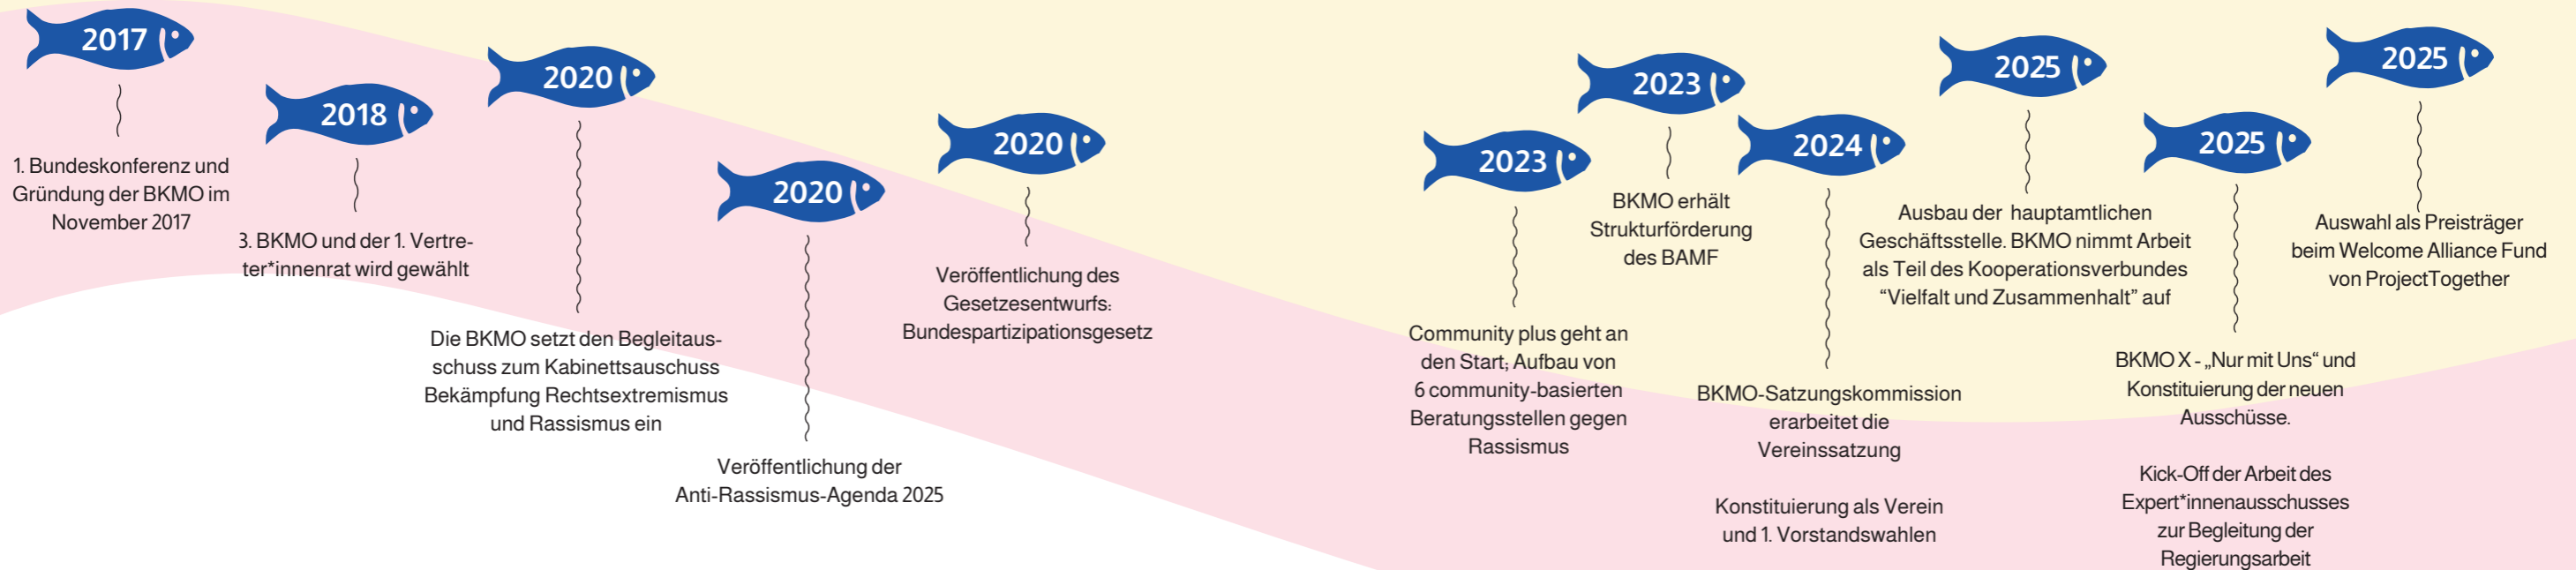 2017
1. Bundeskonferenz und
Gründung der BKMO im
November 2017
2018
3. BKMO und der 1. Vertre-
ter*innenrat wird gewählt
2020
Die BKMO setzt den Begleitaus-
schuss zum Kabinettsauschuss
Bekämpfung Rechtsextremismus
und Rassismus ein
2020
Veröffentlichung der
Anti-Rassismus-Agenda 2025
2020
Veröffentlichung des
Gesetzesentwurfs:
Bundespartizipationsgesetz
2023
Community plus geht an
den Start; Aufbau von
6 community-basierten
Beratungsstellen gegen
Rassismus
2023
BKMO erhält
Strukturförderung
des BAMF
2024
BKMO-Satzungskommission
erarbeitet die
Vereinssatzung
Konstituierung als Verein
und 1. Vorstandswahlen
2025
Ausbau der hauptamtlichen
Geschäftsstelle. BKMO nimmt Arbeit
als Teil des Kooperationsverbundes
“Vielfalt und Zusammenhalt” auf
2025
BKMO X - „Nur mit Uns“ und
Konstituierung der neuen
Ausschüsse.
Kick-Off der Arbeit des
Expert*innenausschusses
zur Begleitung der
Regierungsarbeit
2025
Auswahl als Preisträger
beim Welcome Alliance Fund
von ProjectTogether